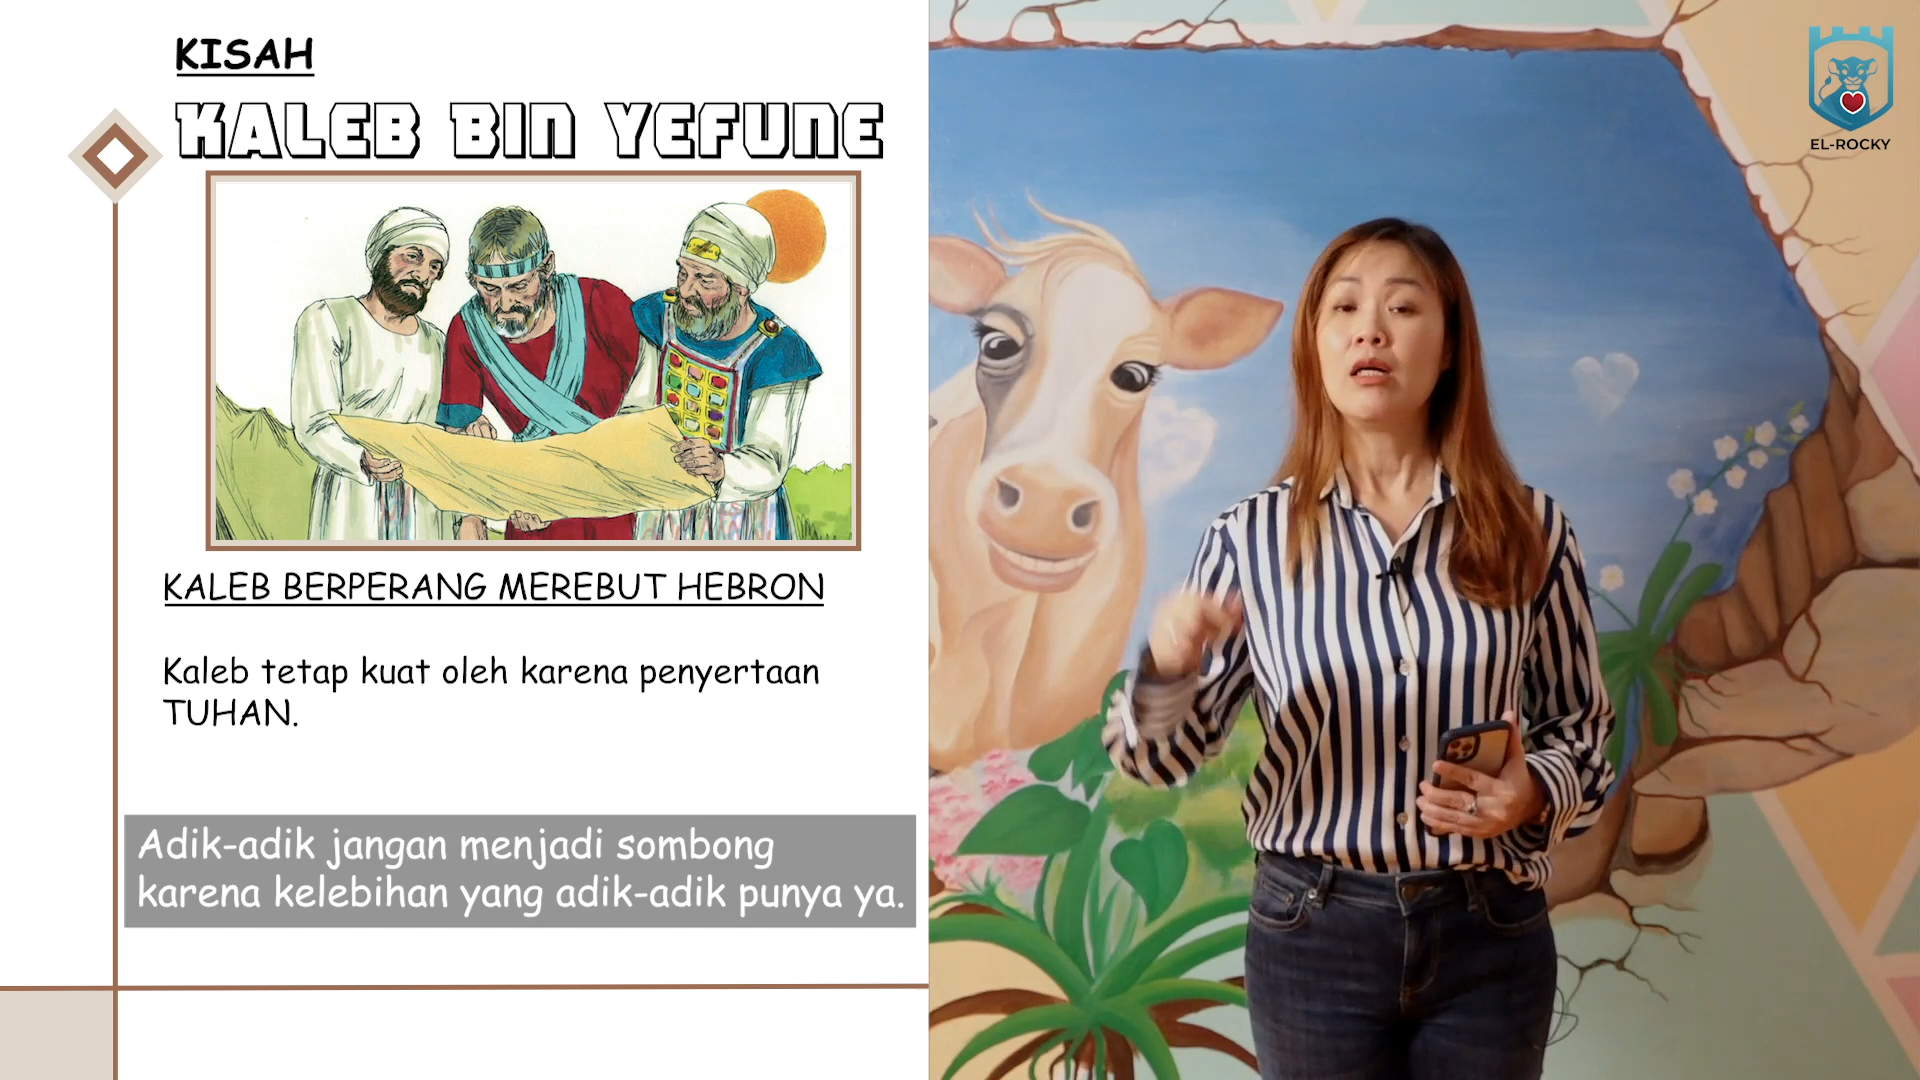 KISAH
KALEB BIN YEFUNE
KALEB BERPERANG MEREBUT HEBRON
Kaleb tetap kuat oleh karena penyertaan
TUHAN.
Adik-adik jangan menjadi sombong
karena kelebihan yang adik-adik punya ya.
EL-ROCKY